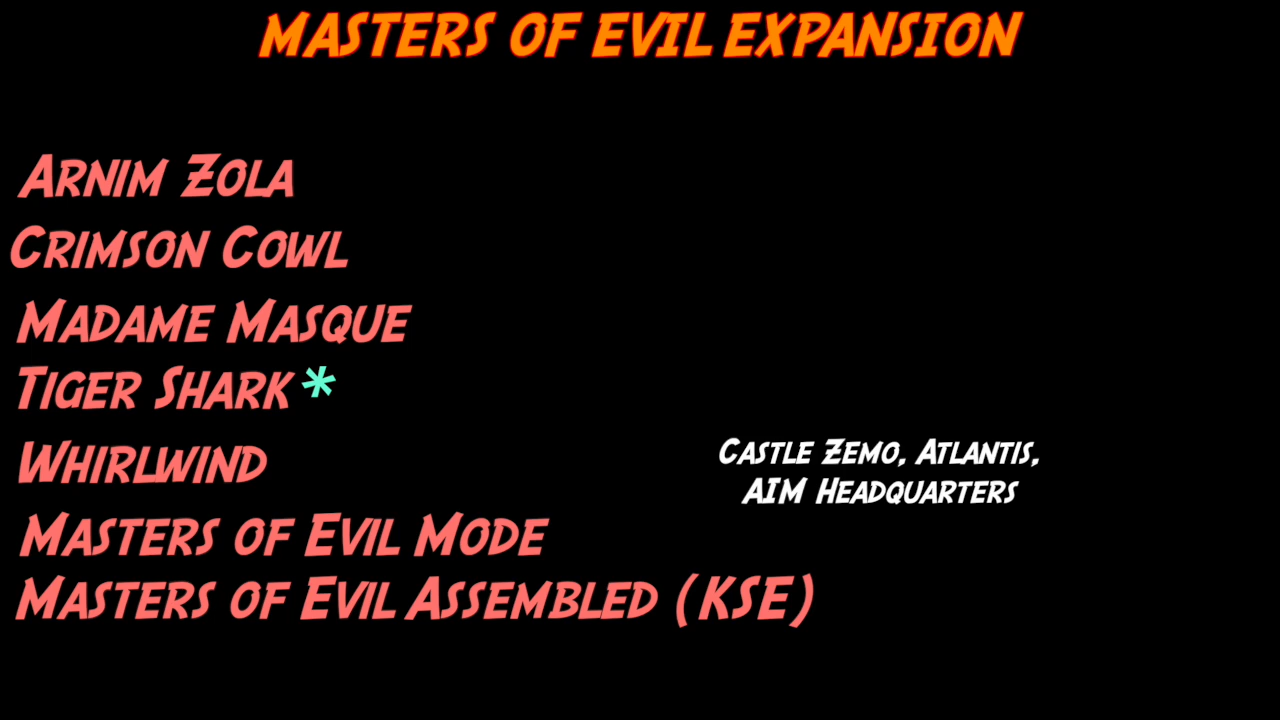 MASTERS OF EVIL EXPANSION
ARNIM ZOLA
CRIMSON COWL
MADAME MASQUE
TIGER SHARK *
WHIRLWIND
CASTLE ZEMO, ATLANTIS,
AIM HEADQUARTERS
MASTERS OF EVIL MODE
MASTERS OF EVIL ASSEMBLED (KSE)